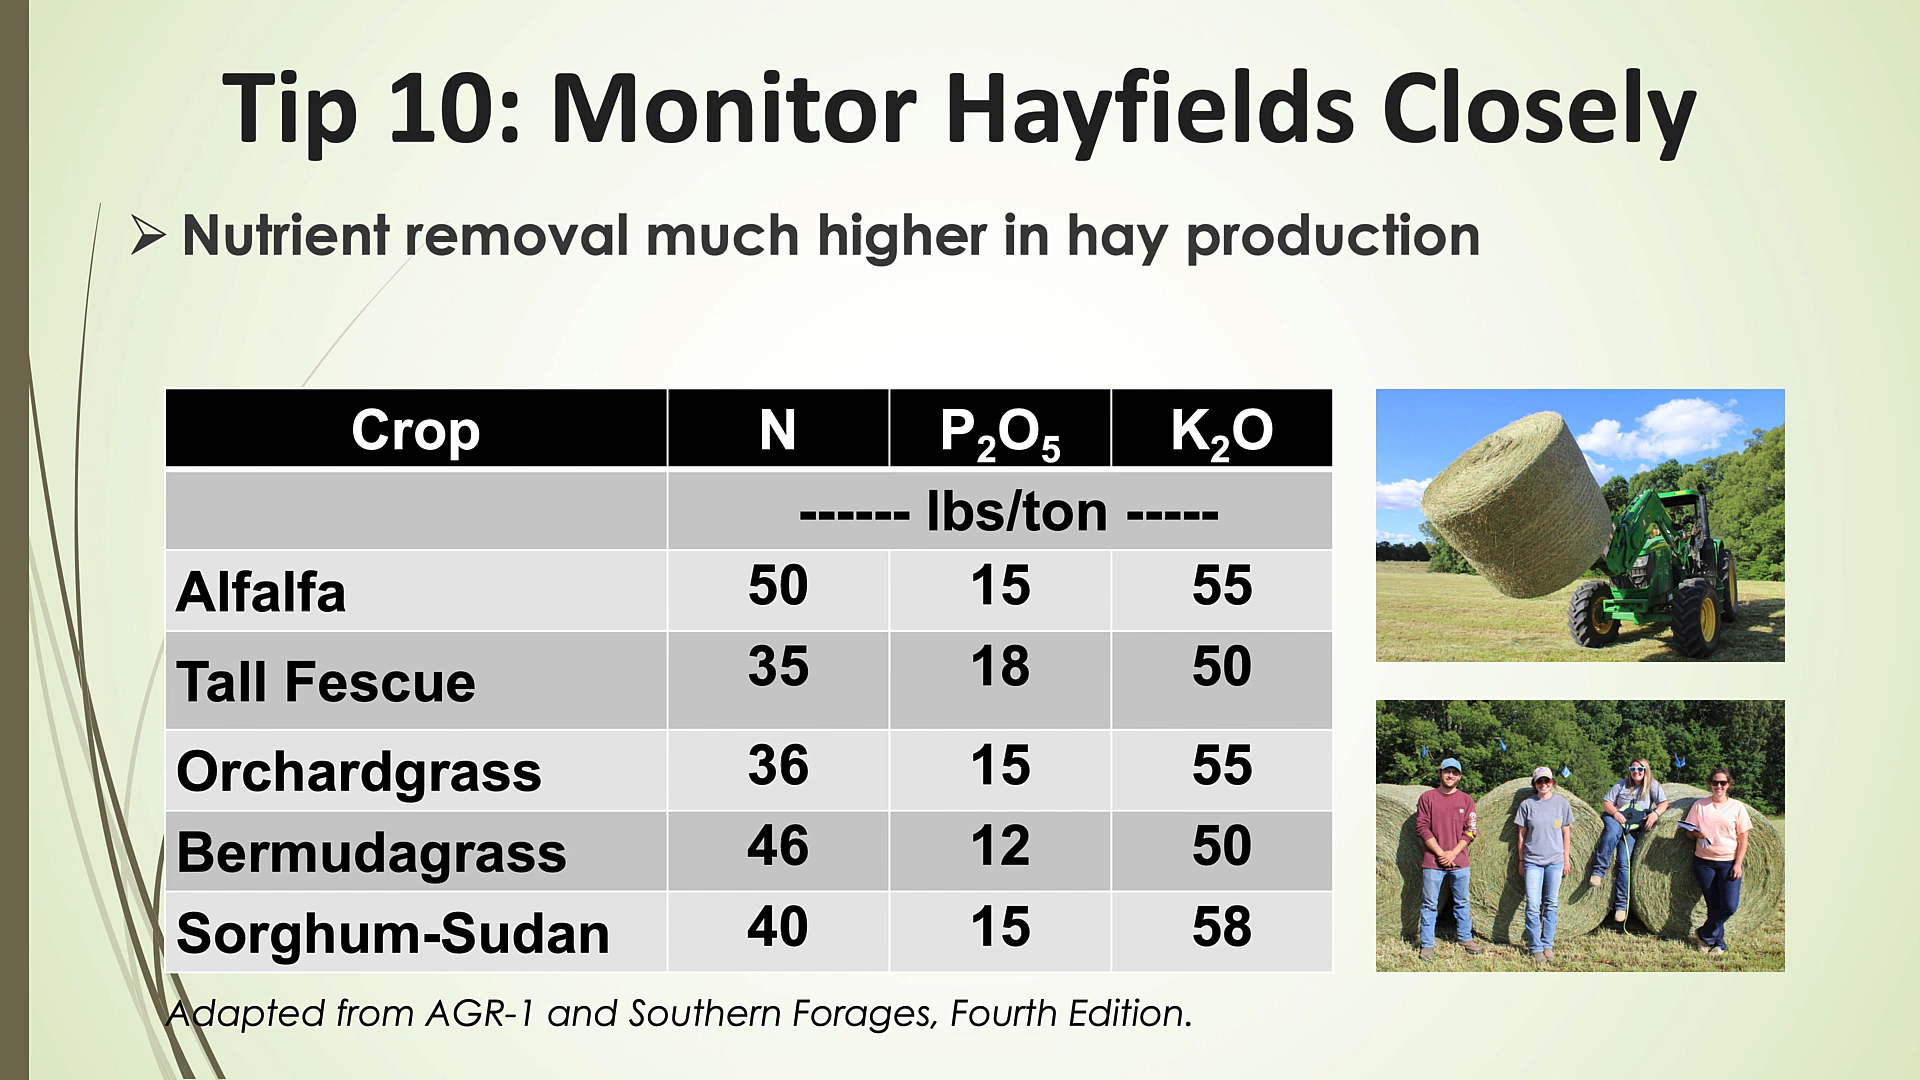 Tip 10: Monitor Hayfields Closely
Nutrient removal much higher in hay production
Crop N P₂O₅ K₂O
------ lbs/ton -----
Alfalfa 50 15 55
Tall Fescue 35 18 50
Orchardgrass 36 15 55
Bermudagrass 46 12 50
Sorghum-Sudan 40 15 58
Adapted from AGR-1 and Southern Forages, Fourth Edition.